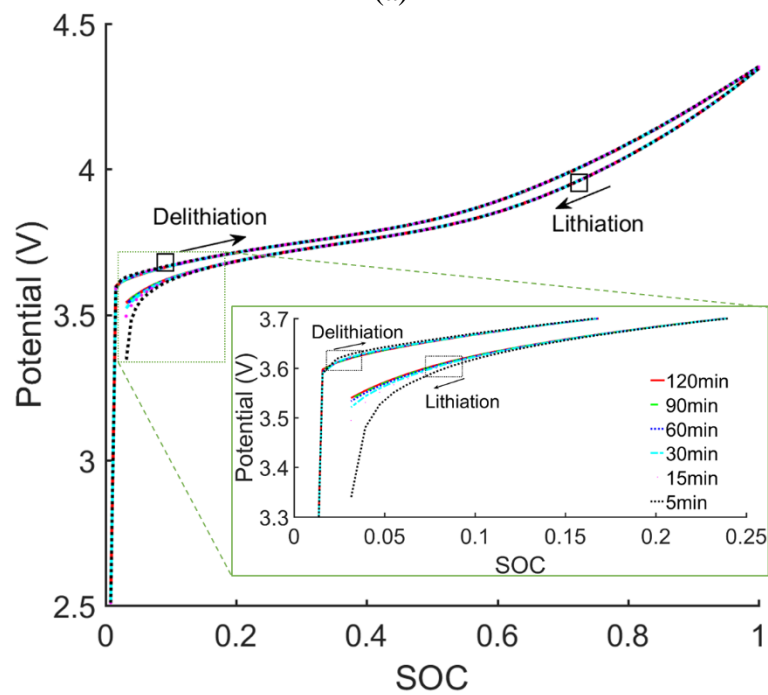 4.5
4
3.5
3
2.5
Potential (V)
Delithiation
Lithiation
3.7
3.6
3.5
3.4
3.3
Potential (V)
Delithiation
Lithiation
120min
90min
60min
30min
15min
5min
0 0.05 0.1 0.15 0.2 0.25
SOC
0 0.2 0.4 0.6 0.8 1
SOC